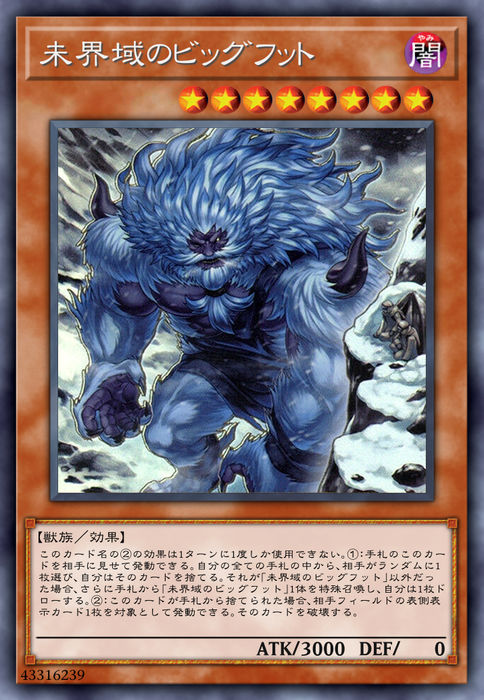 未界域のビッグフット
やみ
闇
【獣族／効果】
このカード名の②の効果は1ターンに1度しか使用できない。①：手札のこのカー
ドを相手に見せて発動できる。自分の全ての手札の中から、相手がランダムに1
枚選び、自分はそのカードを捨てる。それが「未界域のビッグフット」以外だっ
た場合、さらに手札から「未界域のビッグフット」1体を特殊召喚し、自分は1枚ド
ローする。②：このカードが手札から捨てられた場合、相手フィールドの表側表
示カード1枚を対象として発動できる。そのカードを破壊する。
ATK/3000 DEF/ 0
43316239